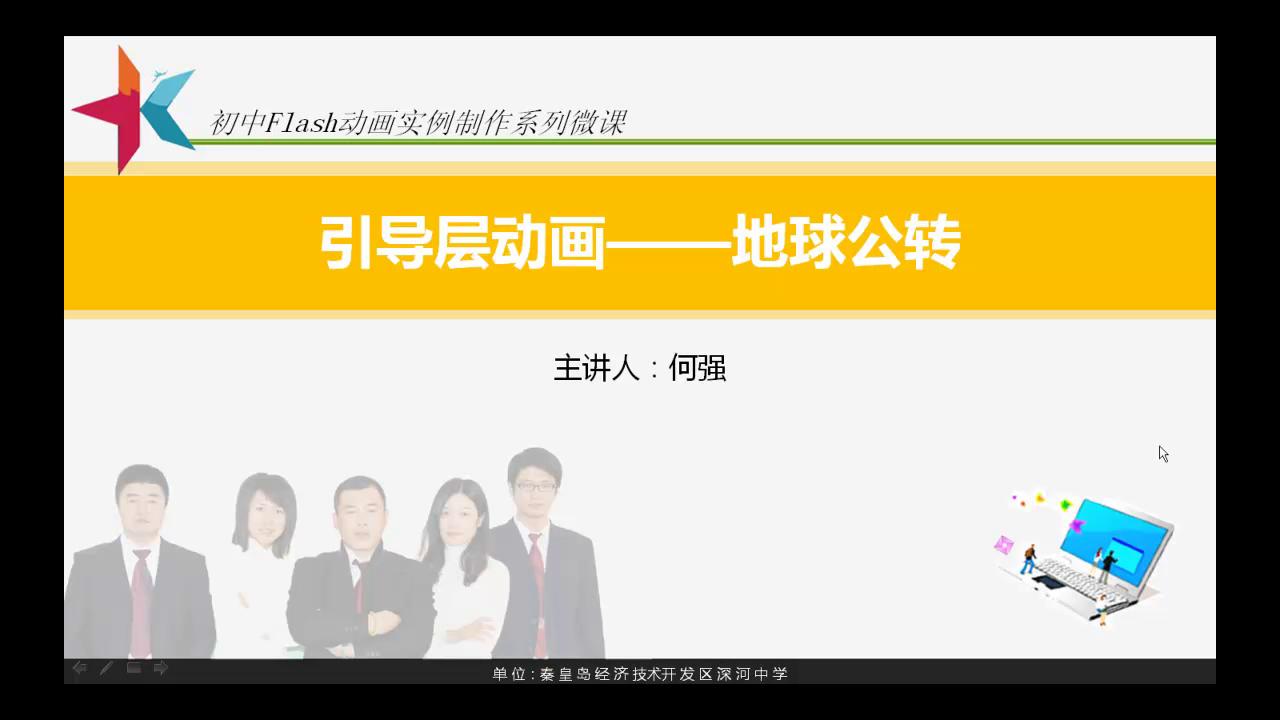 初中Flash动画实例制作系列微课
引导层动画——地球公转
主讲人：何强
单位：秦皇岛经济技术开发区深河中学